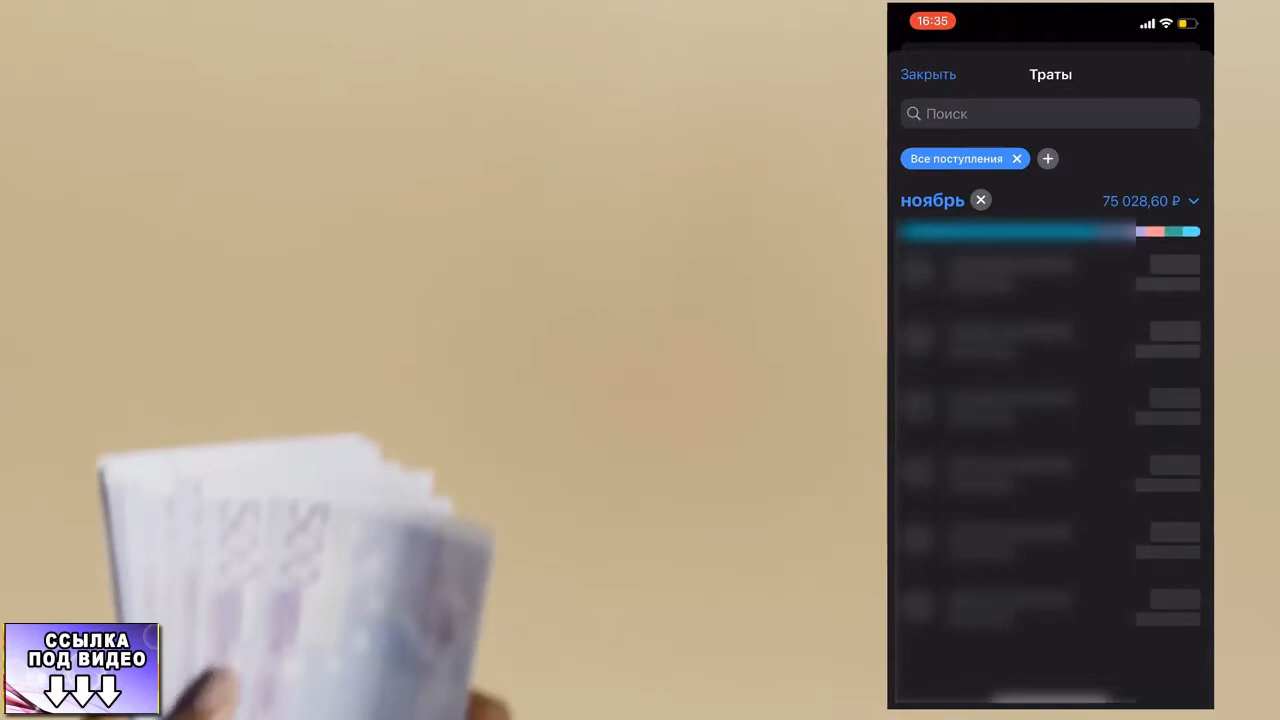 16:35
Закрыть
Траты
Поиск
Все поступления
ноябрь
75 028,60 ₽
ССЫЛКА
ПОД ВИДЕО